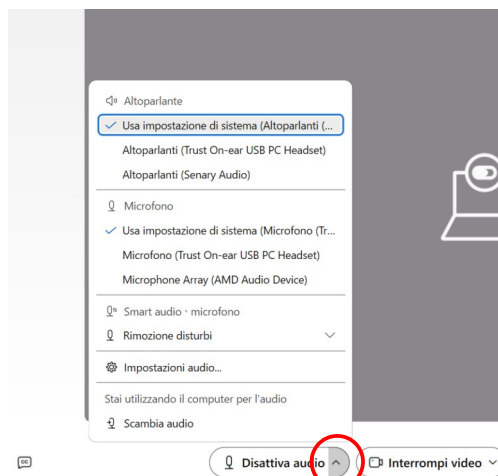 Altoparlante
Usa impostazione di sistema (Altoparlanti (...
Altoparlanti (Trust On-ear USB PC Headset)
Altoparlanti (Senary Audio)
Microfono
Usa impostazione di sistema (Microfono (Tr...
Microfono (Trust On-ear USB PC Headset)
Microphone Array (AMD Audio Device)
Smart audio · microfono
Rimozione disturbi
Impostazioni audio...
Stai utilizzando il computer per l'audio
Scambia audio
CC Disattiva audio Interrompi video